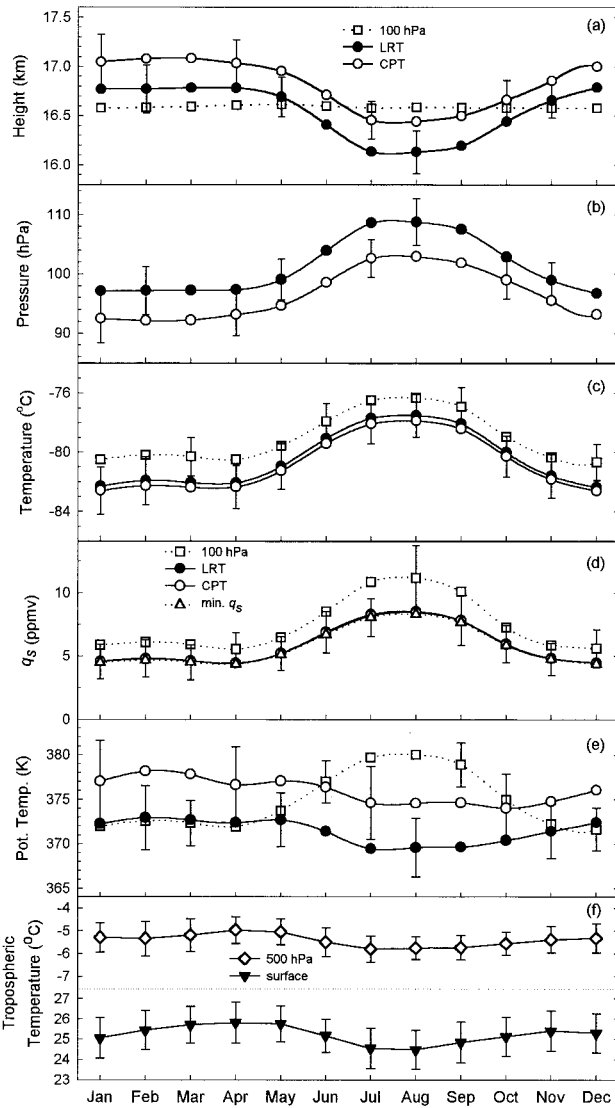 (a)
100 hPa
LRT
CPT
17.5
17.0
16.5
16.0
Height (km)
(b)
110
100
90
Pressure (hPa)
(c)
-76
-80
-84
Temperature (°C)
(d)
100 hPa
LRT
CPT
min. qs
10
5
0
qs (ppmv)
(e)
380
375
370
365
Pot. Temp. (K)
(f)
-4
-5
-6
-7
500 hPa
surface
26
25
24
23
Tropospheric
Temperature (°C)
Jan Feb Mar Apr May Jun Jul Aug Sep Oct Nov Dec